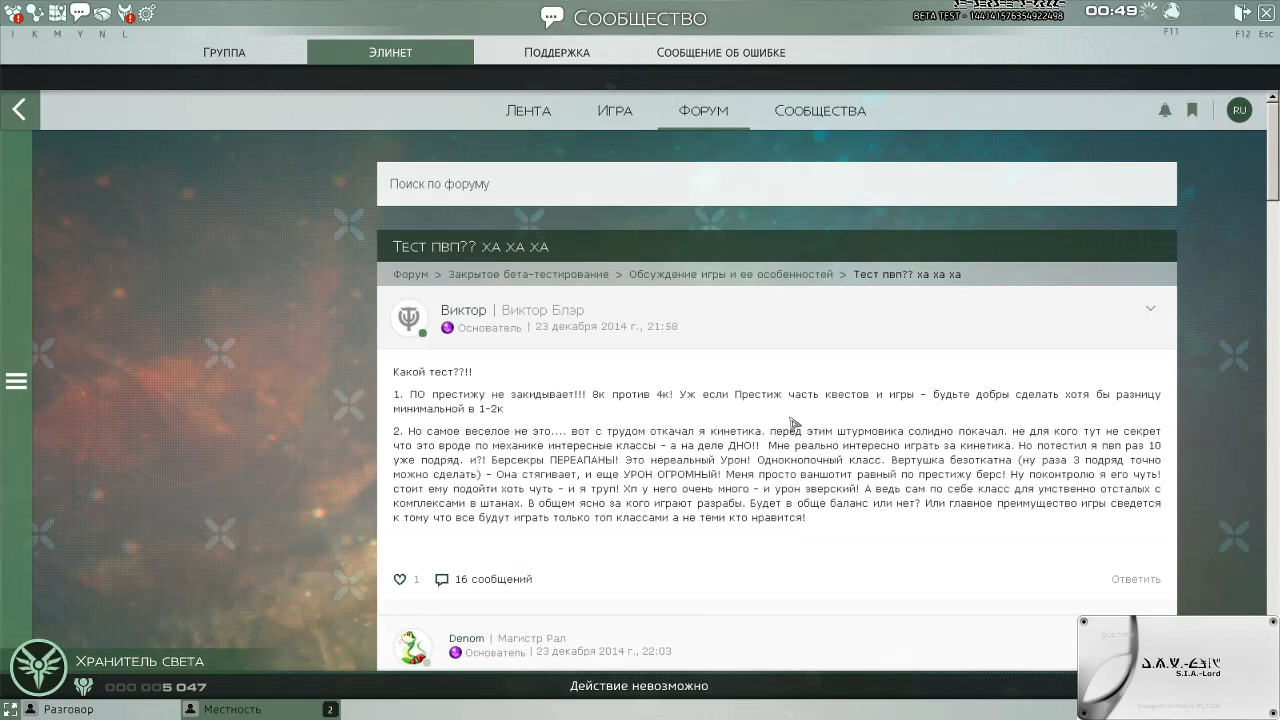 Сообщество
BETA TEST - 144141576354922498
00:49
I K M Y N L
F11
F12 Esc
Группа
Элинет
Поддержка
Сообщение об ошибке
Лента
Игра
Форум
Сообщества
RU
Поиск по форуму
Тест пвп?? ха ха ха
Форум > Закрытое бета-тестирование > Обсуждение игры и ее особенностей > Тест пвп?? ха ха ха
Виктор | Виктор Блэр
Основатель | 23 декабря 2014 г., 21:58
Какой тест??!!
1. ПО престижу не закидывает!!! 8к против 4к! Уж если Престиж часть квестов и игры - будьте добры сделать хотя бы разницу
минимальной в 1-2к
2. Но самое веселое не это.... вот с трудом откачал я кинетика. перед этим штурмовика солидно покачал. не для кого тут не секрет
что это вроде по механике интересные классы - а на деле ДНО!! Мне реально интересно играть за кинетика. Но потестил я пвп раз 10
уже подряд. и?! Берсекры ПЕРЕАПАНЫ! Это нереальный Урон! Однокнопочный класс. Вертушка безоткатна (ну раза 3 подряд точно
можно сделать) - Она стягивает, и еще УРОН ОГРОМНЫЙ! Меня просто ваншотит равный по престижу берс! Ну поконтролю я его чуть!
стоит ему подойти хоть чуть - и я труп! Хп у него очень много - и урон зверский! А ведь сам по себе класс для умственно отсталых с
комплексами в штанах. В общем ясно за кого играют разрабы. Будет в обще баланс или нет? Или главное преимущество игры сведется
к тому что все будут играть только топ классами а не теми кто нравится!
1
16 сообщений
Ответить
Denom | Магистр Рал
Основатель | 23 декабря 2014 г., 22:03
Хранитель света
000 005 047
Действие невозможно
S.I.A.-Lord
Разговор
Местность
2